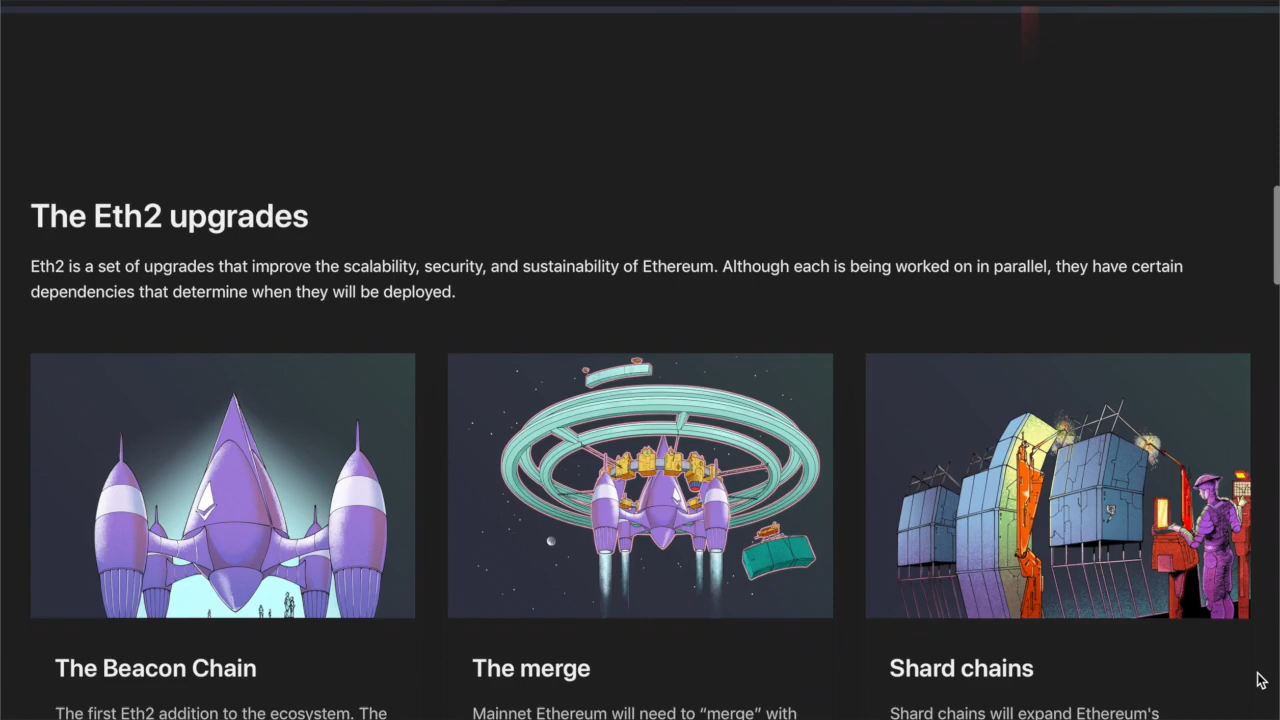 The Eth2 upgrades
Eth2 is a set of upgrades that improve the scalability, security, and sustainability of Ethereum. Although each is being worked on in parallel, they have certain
dependencies that determine when they will be deployed.
The Beacon Chain
The merge
Shard chains
The first Eth2 addition to the ecosystem. The
Mainnet Ethereum will need to “merge” with
Shard chains will expand Ethereum's